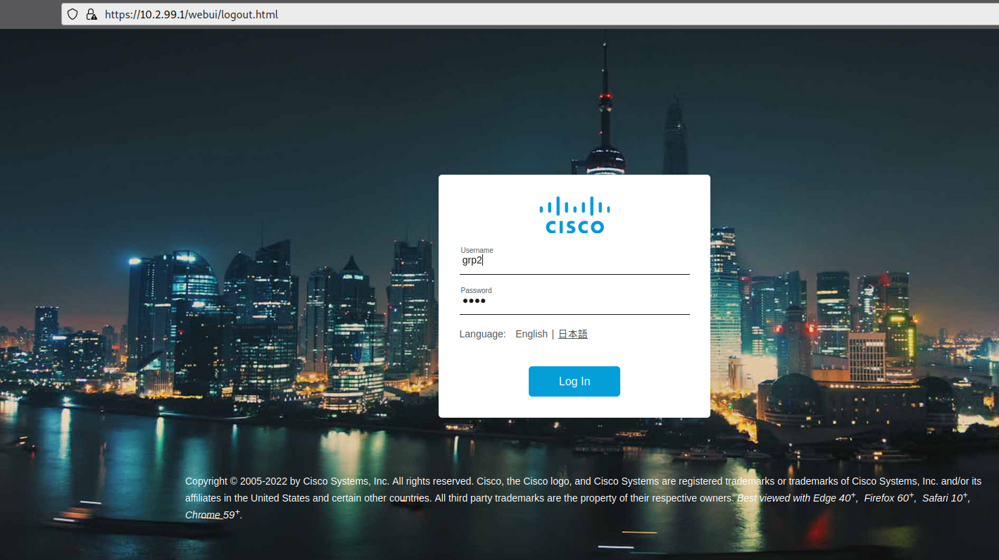 https://10.2.99.1/webui/logout.html
CISCO
Username
grp2
Password
••••
Language: English | 日本語
Log In
Copyright © 2005-2022 by Cisco Systems, Inc. All rights reserved. Cisco, the Cisco logo, and Cisco Systems are registered trademarks or trademarks of Cisco Systems, Inc. and/or its
affiliates in the United States and certain other countries. All third party trademarks are the property of their respective owners. Best viewed with Edge 40+, Firefox 60+, Safari 10+,
Chrome 59+.